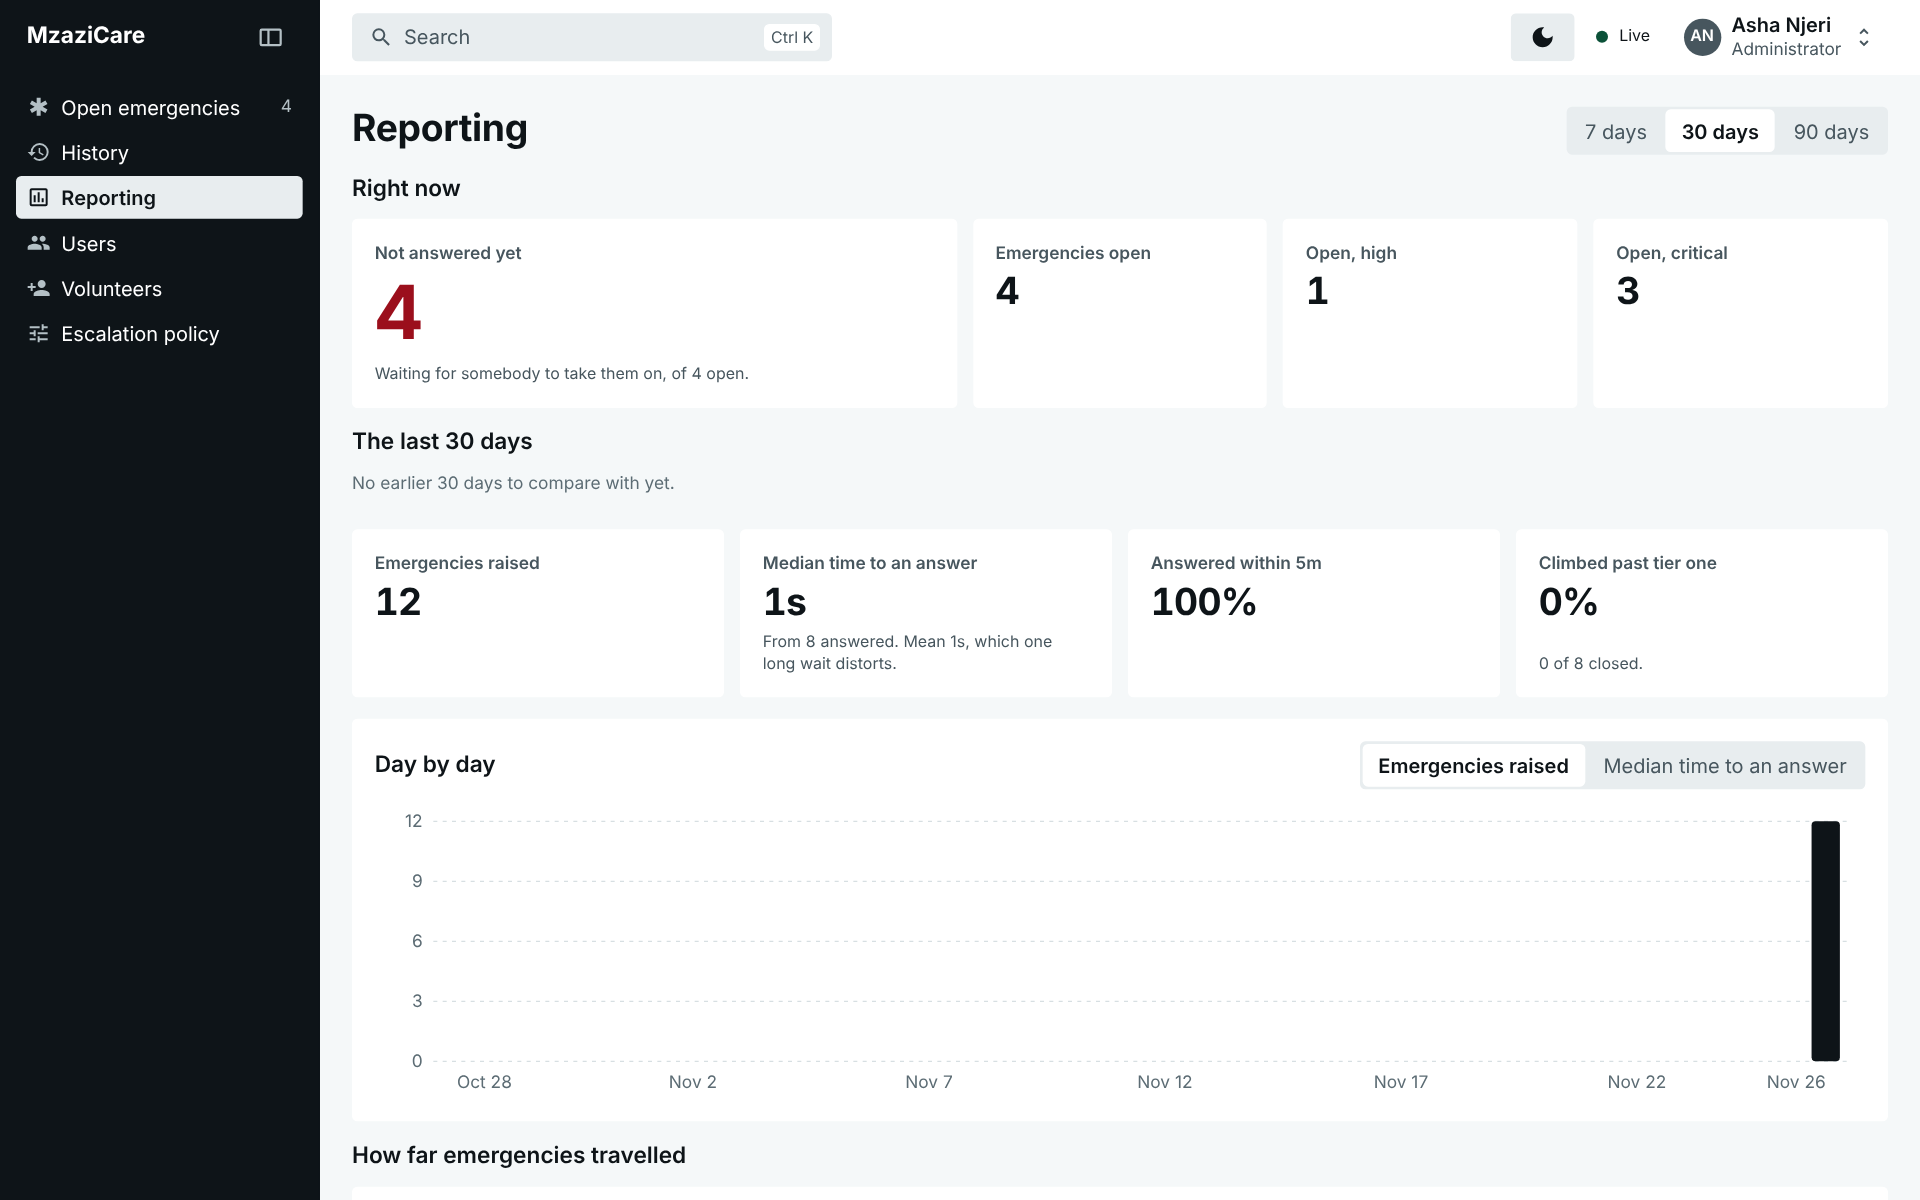 MzaziCare
Search
Ctrl K
Live
AN
Asha Njeri
Administrator
Open emergencies
4
History
Reporting
Users
Volunteers
Escalation policy
Reporting
7 days
30 days
90 days
Right now
Not answered yet
4
Waiting for somebody to take them on, of 4 open.
Emergencies open
4
Open, high
1
Open, critical
3
The last 30 days
No earlier 30 days to compare with yet.
Emergencies raised
12
Median time to an answer
1s
From 8 answered. Mean 1s, which one
long wait distorts.
Answered within 5m
100%
Climbed past tier one
0%
0 of 8 closed.
Day by day
Emergencies raised
Median time to an answer
12
9
6
3
0
Oct 28
Nov 2
Nov 7
Nov 12
Nov 17
Nov 22
Nov 26
How far emergencies travelled